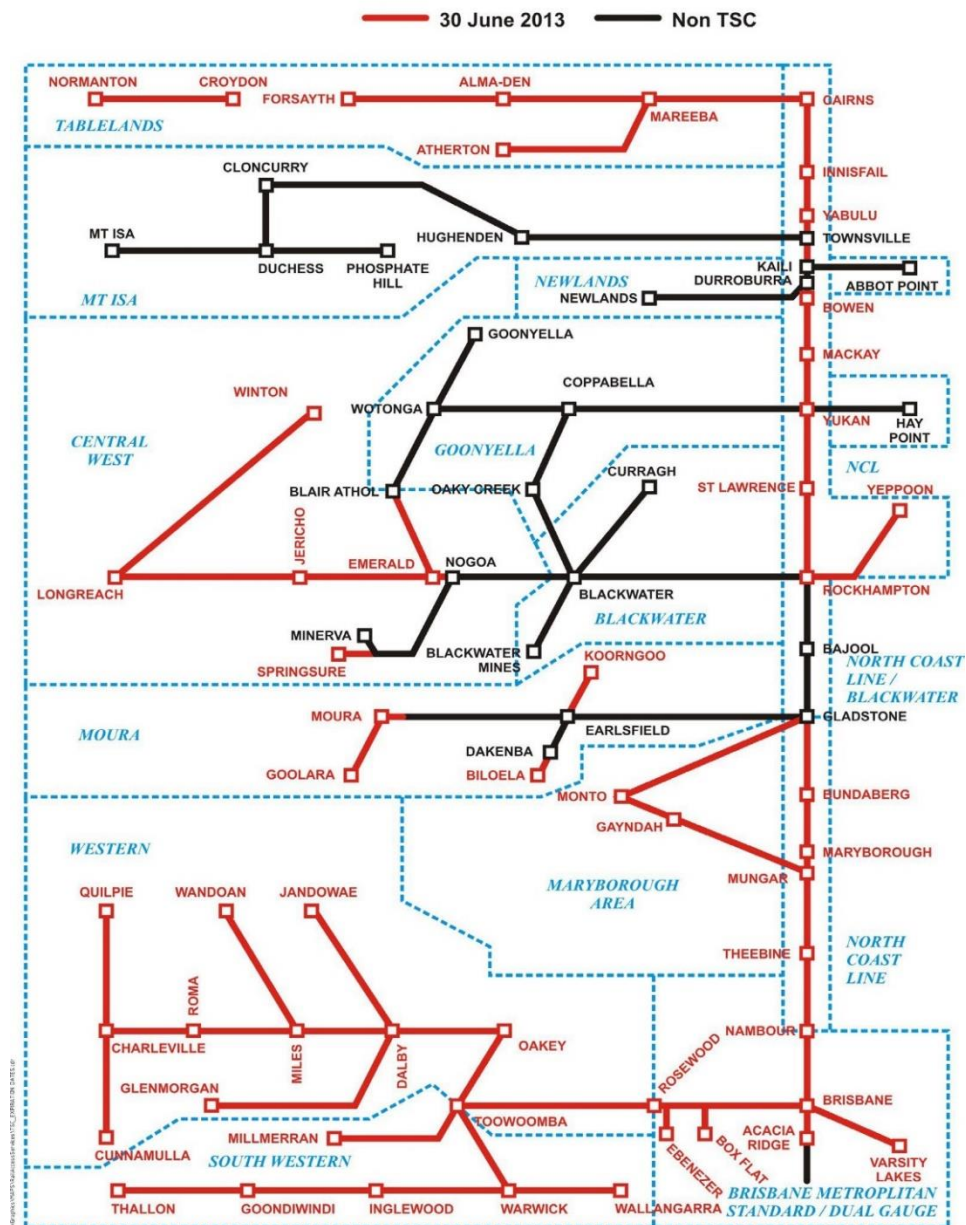 30 June 2013
Non TSC
NORMANTON
CROYDON
FORSAYTH
ALMA-DEN
CAIRNS
MAREEBA
TABLELANDS
ATHERTON
CLONCURRY
INNISFAIL
YABULU
MT ISA
HUGHENDEN
TOWNSVILLE
DUCHESS
PHOSPHATE
HILL
KAILI
DURROBURRA
NEWLANDS
ABBOT POINT
MT ISA
NEWLANDS
BOWEN
GOONYELLA
MACKAY
WINTON
COPPABELLA
WOTONGA
YUKAN
HAY
POINT
CENTRAL
WEST
GOONYELLA
CURRAGH
NCL
BLAIR ATHOL
OAKY CREEK
ST LAWRENCE
YEPPOON
JERICHO
EMERALD
NOGOA
LONGREACH
BLACKWATER
ROCKHAMPTON
BLACKWATER
MINERVA
SPRINGSURE
BLACKWATER
MINES
BAJOOL
KOORNGOO
NORTH COAST
LINE /
BLACKWATER
MOURA
MOURA
EARLSFIELD
GLADSTONE
DAKENBA
GOOLARA
BILOELA
MONTO
BUNDABERG
GAYNDAH
WESTERN
MARYBOROUGH
MUNGAR
MARYBOROUGH
AREA
QUILPIE
WANDOAN
JANDOWAE
THEEBINE
NORTH
COAST
LINE
ROMA
NAMBOUR
CHARLEVILLE
MILES
DALBY
OAKEY
ROSEWOOD
GLENMORGAN
BRISBANE
TOOWOOMBA
MILLMERRAN
ACACIA
RIDGE
CUNNAMULLA
SOUTH WESTERN
EBENEZER
BOX FLAT
VARSITY
LAKES
THALLON
GOONDIWINDI
INGLEWOOD
WARWICK
WALLANGARRA
BRISBANE METROPLITAN
STANDARD / DUAL GAUGE